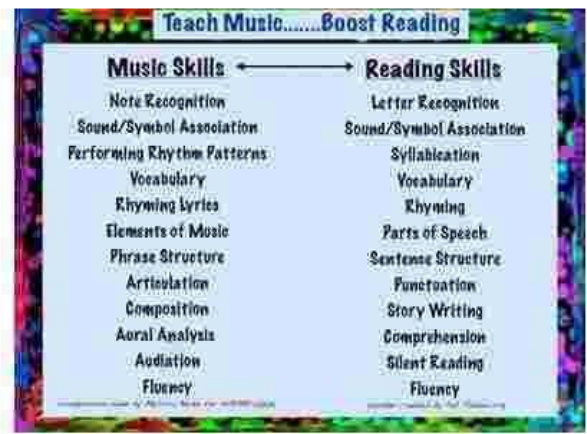 Teach Music.......Boost Reading
Music Skills Reading Skills
Note Recognition Letter Recognition
Sound/Symbol Association Sound/Symbol Association
Performing Rhythm Patterns Syllabication
Vocabulary Vocabulary
Rhyming Lyrics Rhyming
Elements of Music Parts of Speech
Phrase Structure Sentence Structure
Articulation Punctuation
Composition Story Writing
Aural Analysis Comprehension
Audiation Silent Reading
Fluency Fluency